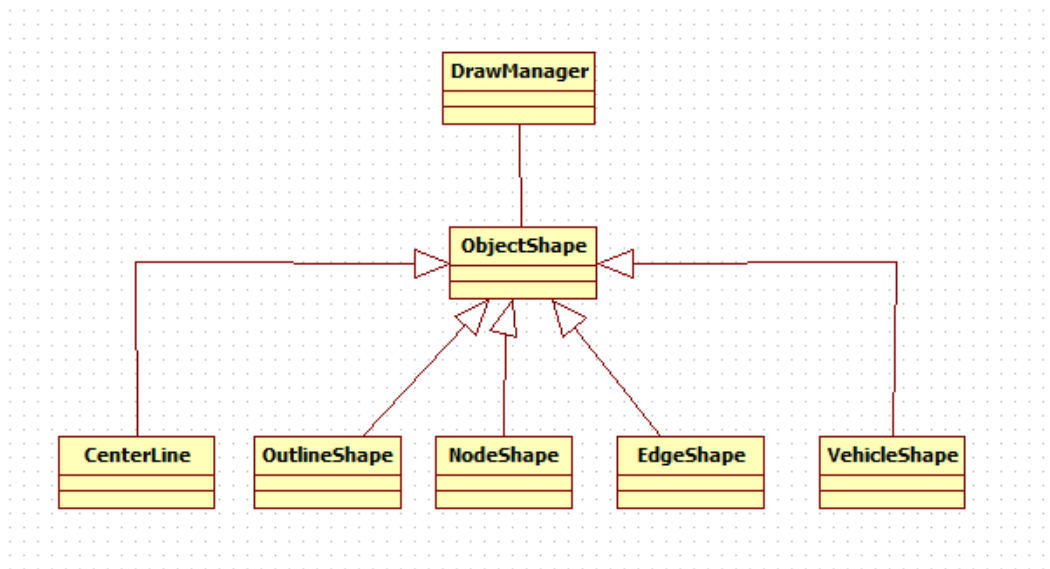 DrawManager
ObjectShape
CenterLine
OutlineShape
NodeShape
EdgeShape
VehicleShape